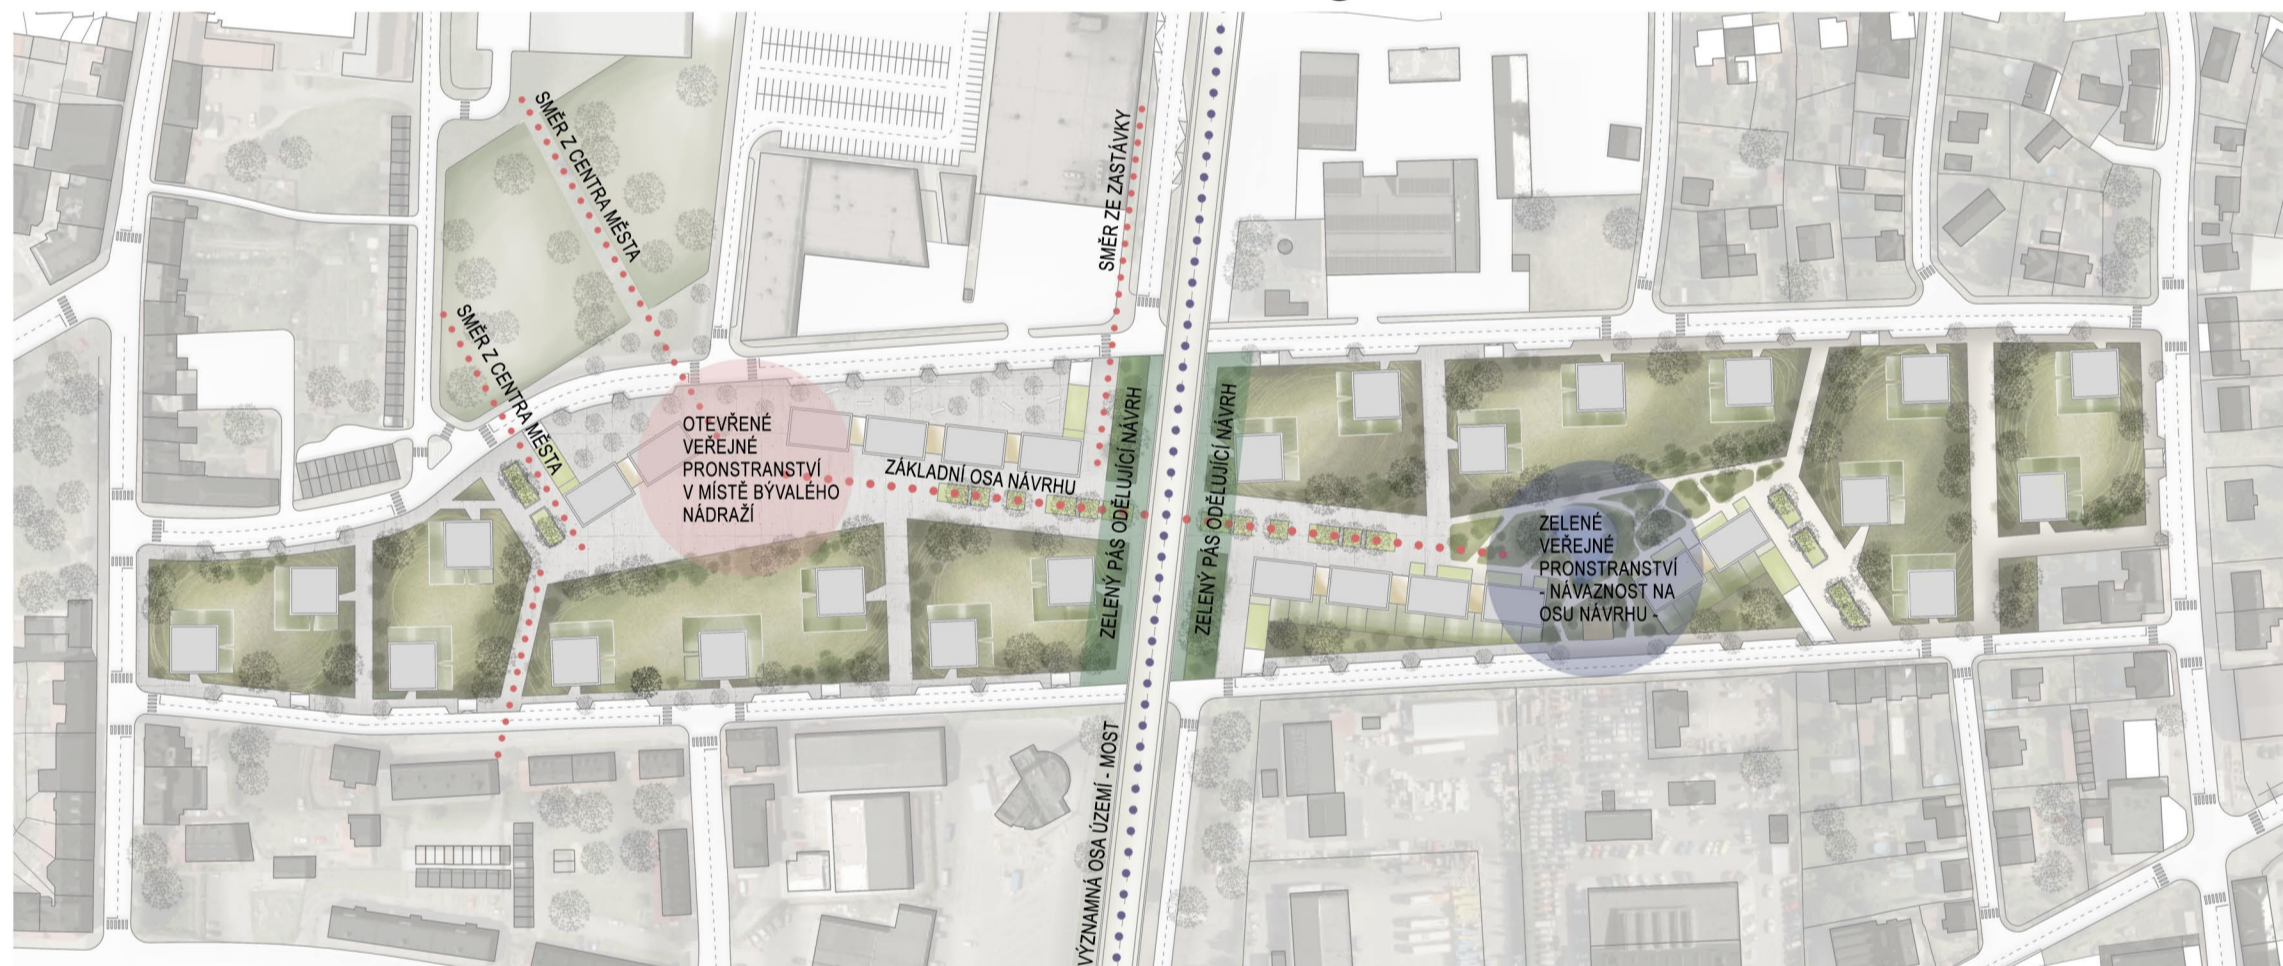 SMĚR Z CENTRA MĚSTA
SMĚR Z CENTRA MĚSTA
SMĚR ZE ZASTÁVKY
OTEVŘENÉ
VEŘEJNÉ
PRONSTRANSTVÍ
V MÍSTĚ BÝVALÉHO
NÁDRAŽÍ
ZÁKLADNÍ OSA NÁVRHU
ZELENÝ PÁS ODĚLUJÍCÍ NÁVRH
ZELENÝ PÁS ODĚLUJÍCÍ NÁVRH
ZELENÉ
VEŘEJNÉ
PRONSTRANSTVÍ
- NÁVAZNOST NA
OSU NÁVRHU -
VÝZNAMNÁ OSA ÚZEMÍ - MOST